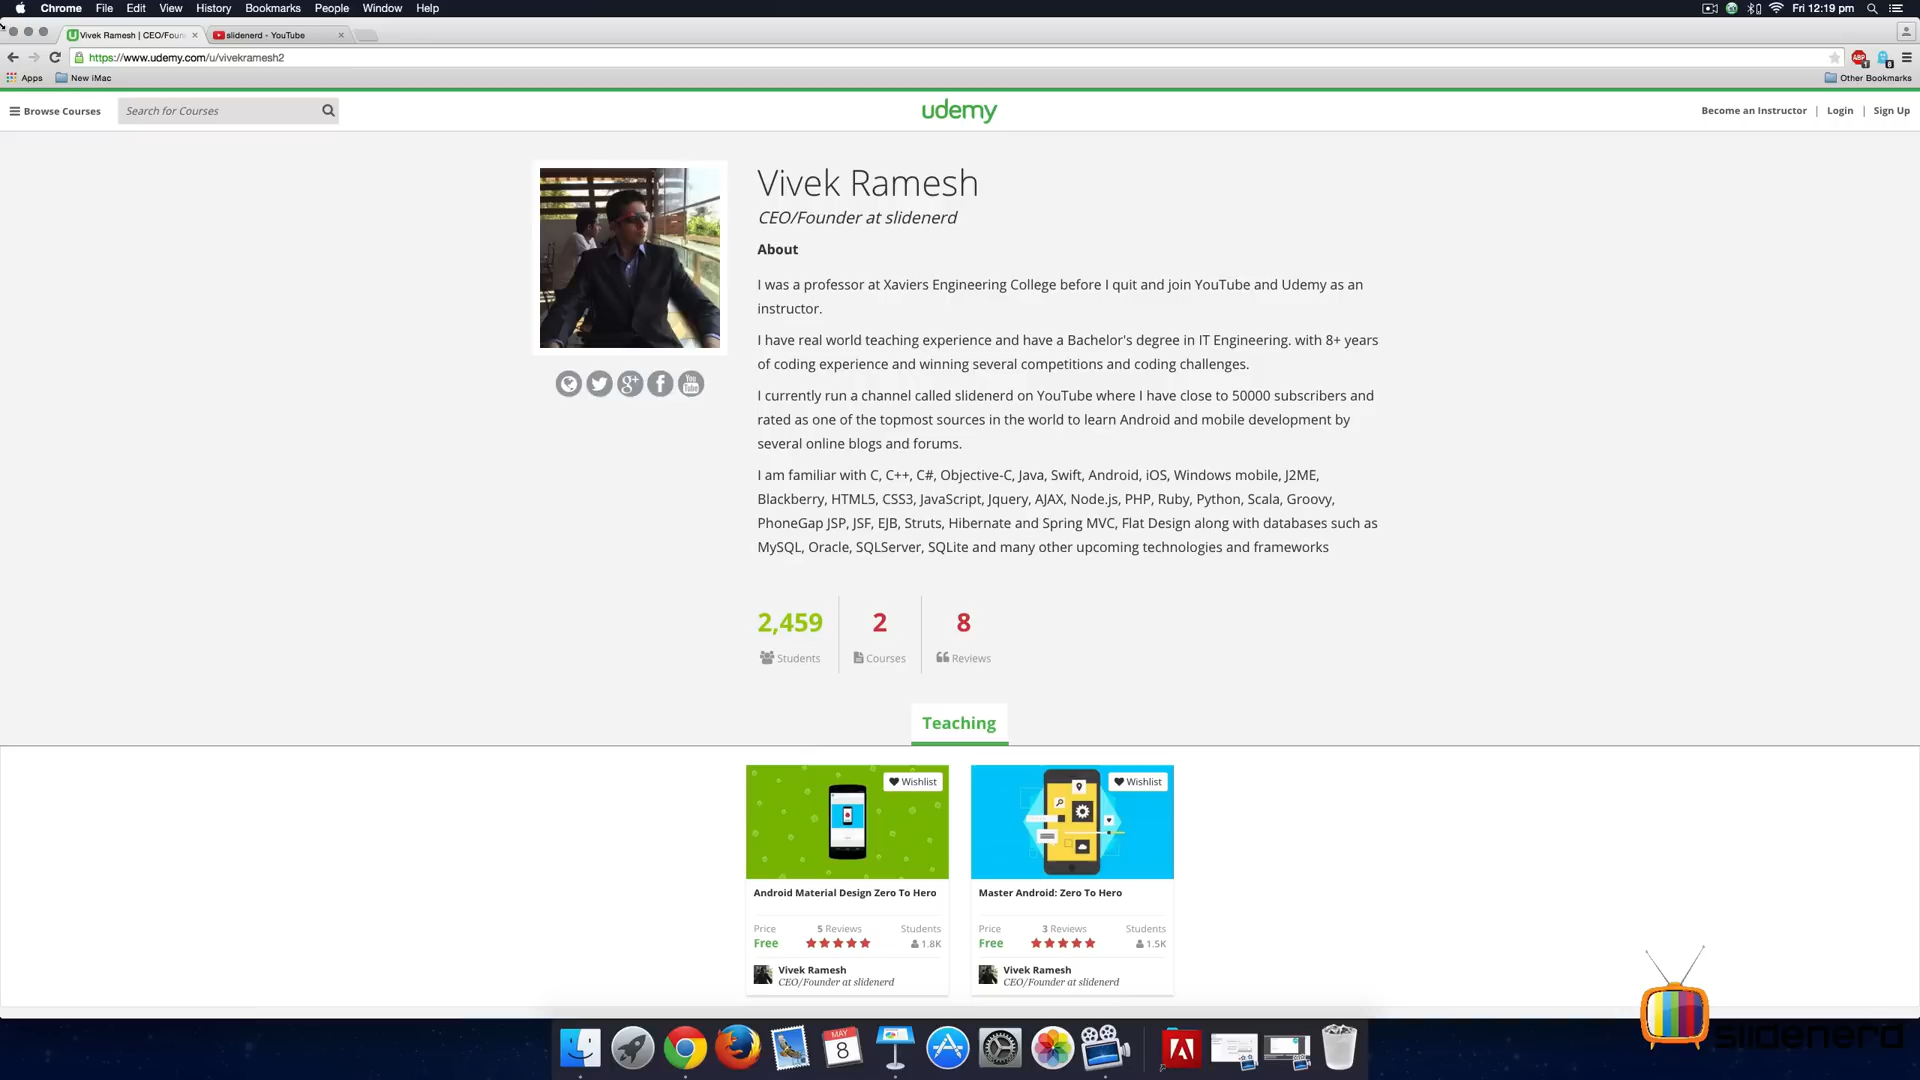 Chrome File Edit View History Bookmarks People Window Help
Fri 12:19 pm
Vivek Ramesh | CEO/Foun
slidenerd - YouTube
https://www.udemy.com/u/vivekramesh2
Apps New iMac Other Bookmarks
Browse Courses Search for Courses udemy Become an Instructor | Login | Sign Up
Vivek Ramesh
CEO/Founder at slidenerd
About
I was a professor at Xaviers Engineering College before I quit and join YouTube and Udemy as an
instructor.
I have real world teaching experience and have a Bachelor's degree in IT Engineering. with 8+ years
of coding experience and winning several competitions and coding challenges.
I currently run a channel called slidenerd on YouTube where I have close to 50000 subscribers and
rated as one of the topmost sources in the world to learn Android and mobile development by
several online blogs and forums.
I am familiar with C, C++, C#, Objective-C, Java, Swift, Android, iOS, Windows mobile, J2ME,
Blackberry, HTML5, CSS3, JavaScript, Jquery, AJAX, Node.js, PHP, Ruby, Python, Scala, Groovy,
PhoneGap JSP, JSF, EJB, Struts, Hibernate and Spring MVC, Flat Design along with databases such as
MySQL, Oracle, SQLServer, SQLite and many other upcoming technologies and frameworks
2,459 2 8
Students Courses Reviews
Teaching
Wishlist
Android Material Design Zero To Hero
Price 5 Reviews Students
Free 1.8K
Vivek Ramesh
CEO/Founder at slidenerd
Wishlist
Master Android: Zero To Hero
Price 3 Reviews Students
Free 1.5K
Vivek Ramesh
CEO/Founder at slidenerd
MAY
8
slidenerd